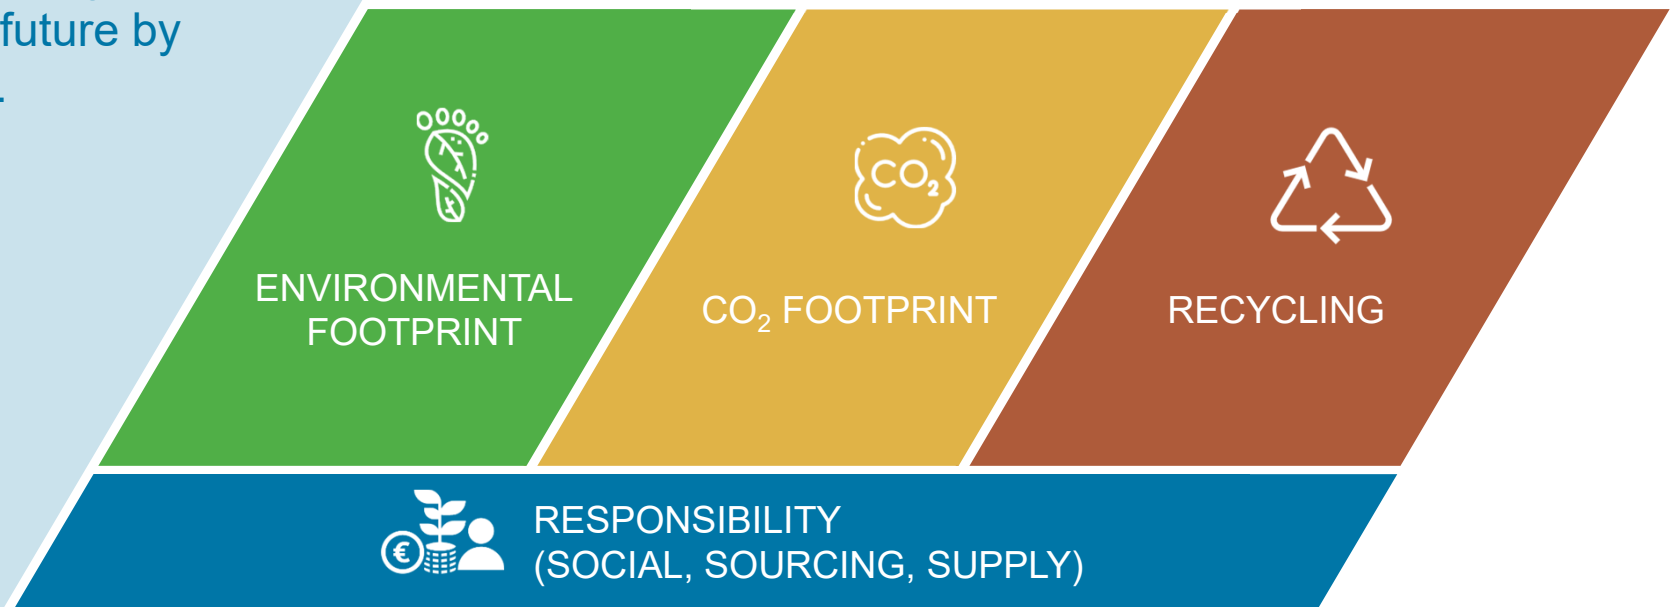 future by
.
ENVIRONMENTAL
FOOTPRINT
CO₂
CO₂ FOOTPRINT
RECYCLING
€
RESPONSIBILITY
(SOCIAL, SOURCING, SUPPLY)